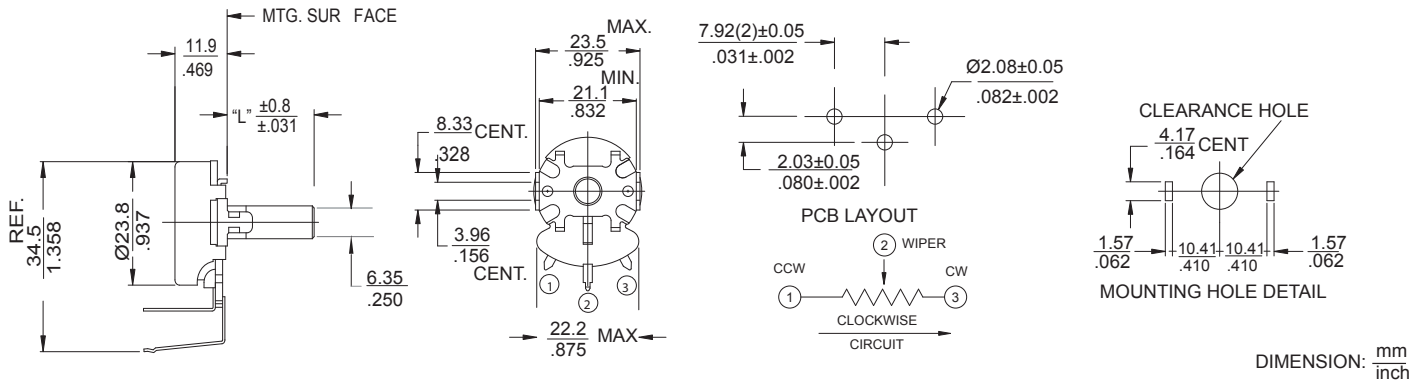 MTG. SUR FACE
11.9
.469
"L" ±0.8
±.031
REF.
34.5
1.358
Ø23.8
.937
6.35
.250
MAX.
23.5
.925
MIN.
21.1
.832
8.33 CENT.
.328
3.96
.156
CENT.
1
2
3
22.2 MAX
.875
7.92(2)±0.05
.031±.002
Ø2.08±0.05
.082±.002
2.03±0.05
.080±.002
PCB LAYOUT
2 WIPER
CCW
CW
1
3
CLOCKWISE
CIRCUIT
CLEARANCE HOLE
4.17 CENT
.164
1.57
.062
10.41
.410
10.41
.410
1.57
.062
MOUNTING HOLE DETAIL
DIMENSION: mm
inch